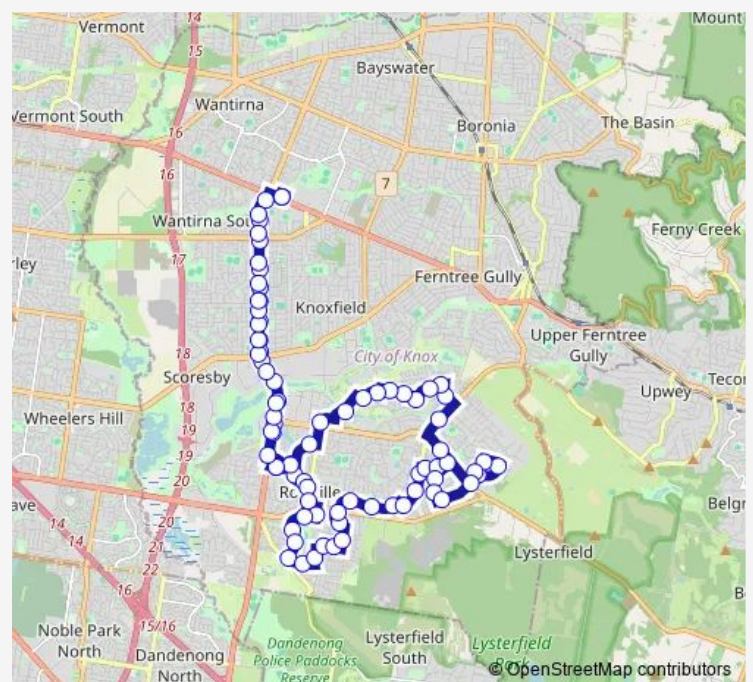 Vermont
14
15
Mount
Bayswater
Wantirna
Vermont South
16
Boronia
The Basin
16
7
Wantirna Sou
Ferny Creek
17
Ferntree Gully
Knoxfield
Upper Ferntree
Gully
18
City of Knox
Scoresby
Upwey
Teco
18
Wheelers Hill
19
19
20
Ro
ille
ave
20
Belgr
14
14
21
22
Lysterfield
16
15/16
Noble Park
North
Dandenong
North
Dandenong
Police Paddocks
Reserve
Lysterfield
South
Lysterfield
© OpenStreetMap contributors